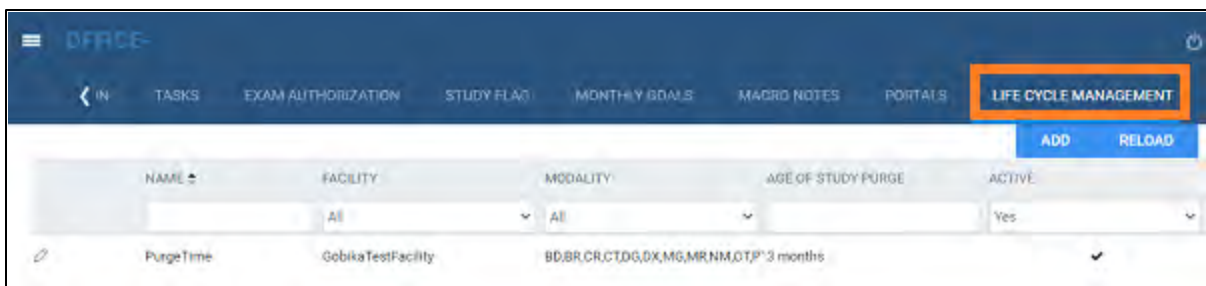 OFFICE-
IN TASKS EXAM AUTHORIZATION STUDY FLAG MONTHLY GOALS MACRO NOTES PORTALS LIFE CYCLE MANAGEMENT
ADD RELOAD
NAME FACILITY MODALITY AGE OF STUDY PURGE ACTIVE
All All Yes
PurgeTime GobikaTestFacility BD,BR,CR,CT,DG,DX,MG,MR,NM,OT,P 3 months